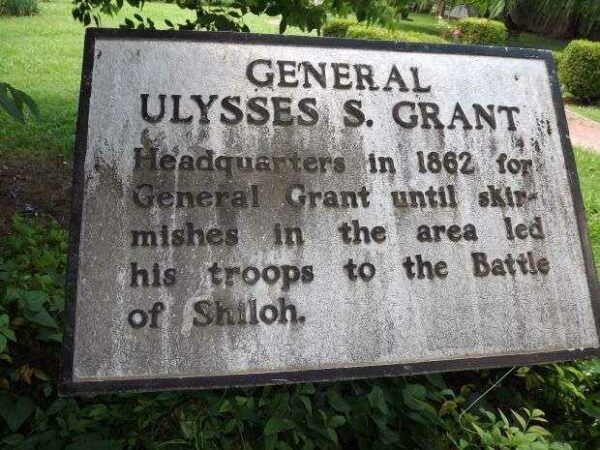 GENERAL
ULYSSES S. GRANT
Headquarters in 1862 for
General Grant until skir-
mishes in the area led
his troops to the Battle
of Shiloh.